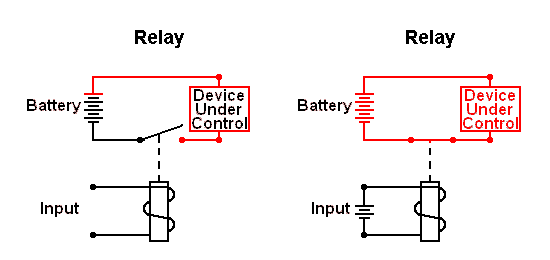 Relay
Battery
Device
Under
Control
Input
Relay
Battery
Device
Under
Control
Input